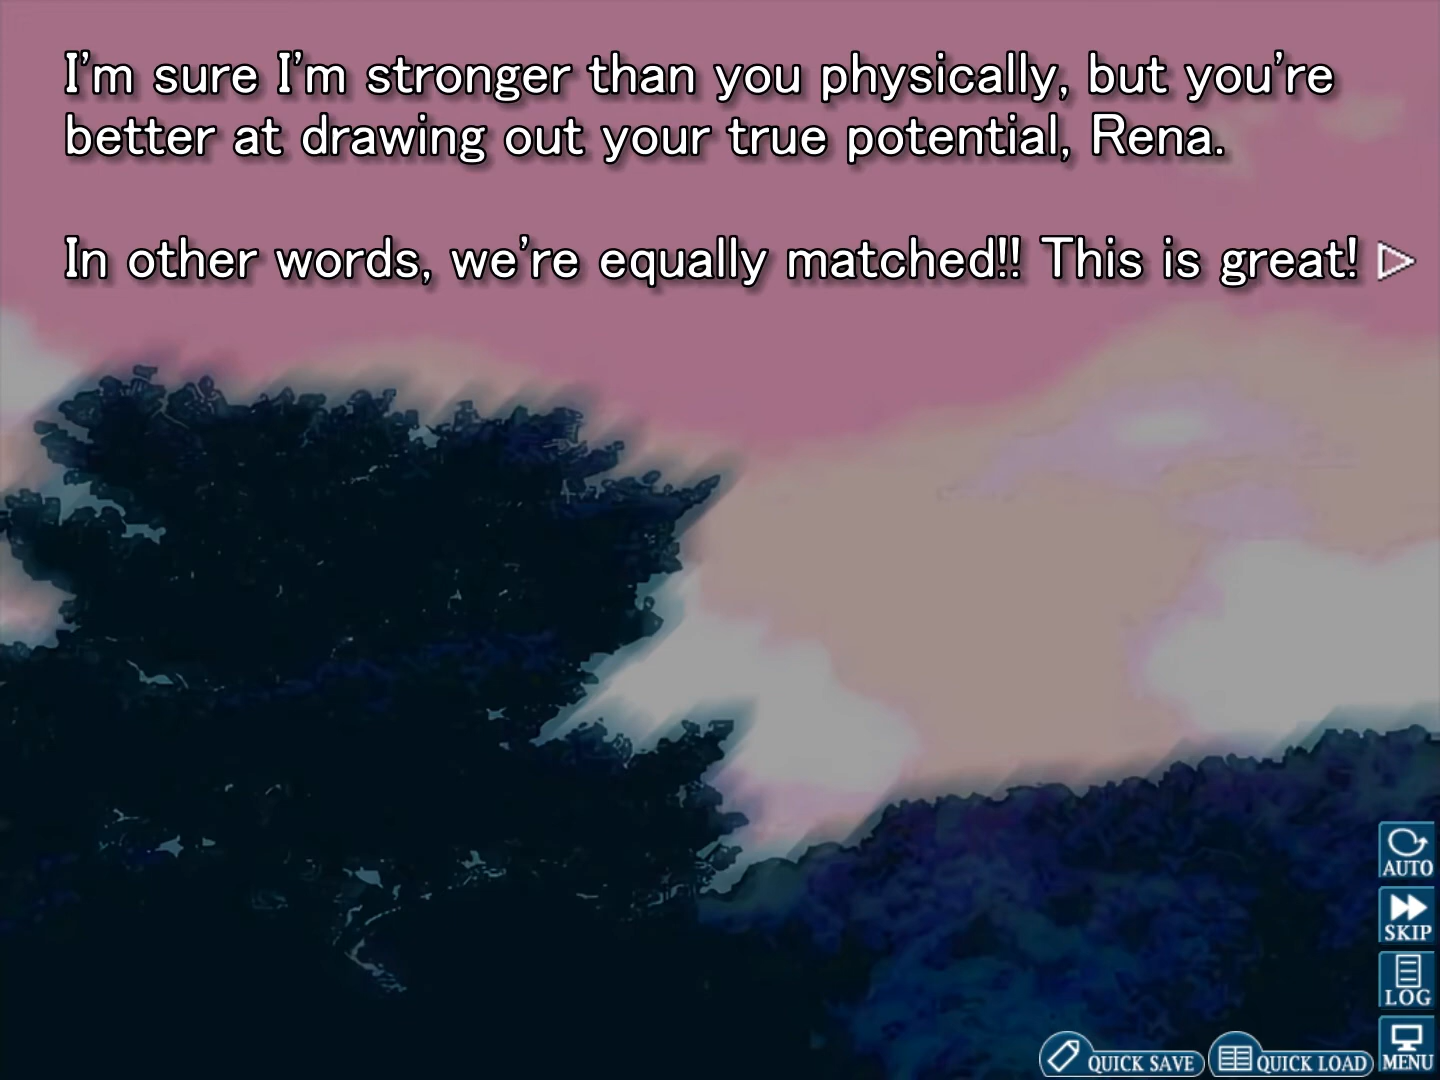 I'm sure I'm stronger than you physically, but you're
better at drawing out your true potential, Rena.
In other words, we're equally matched!! This is great!
AUTO
SKIP
LOG
MENU
QUICK SAVE
QUICK LOAD